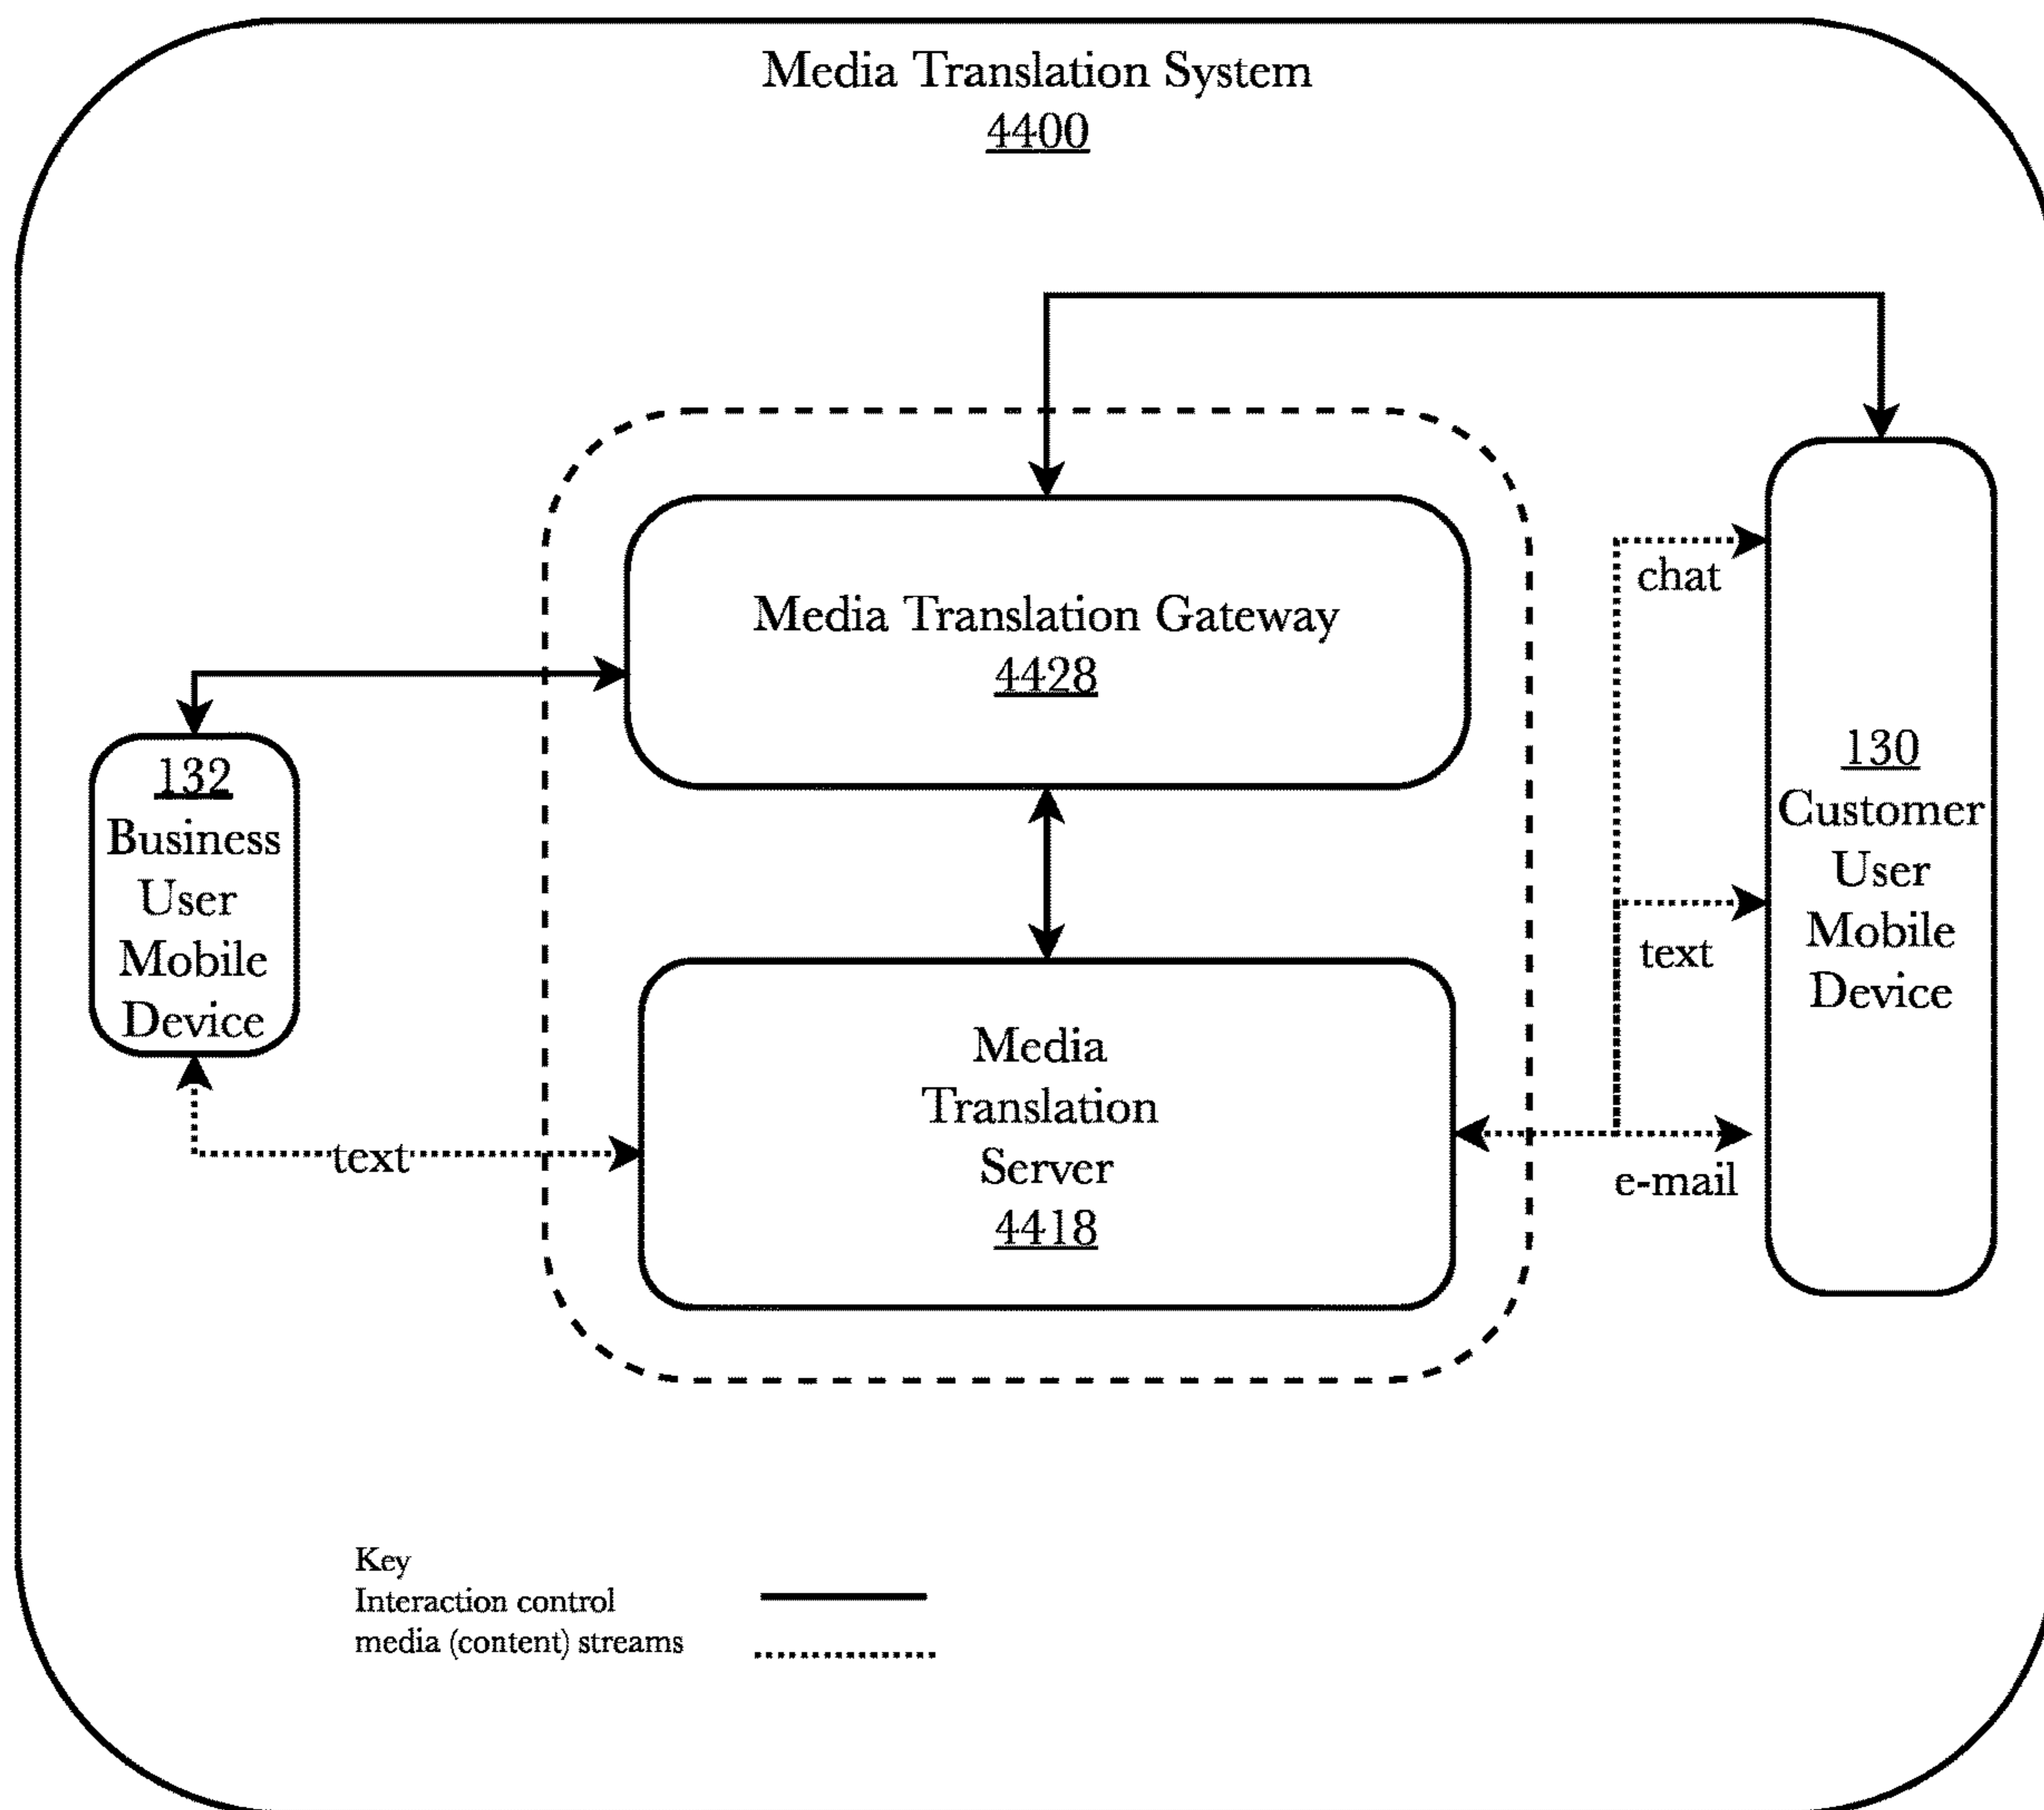 Media Translation System
4400
Media Translation Gateway
4428
132
Business
User
Mobile
Device
text
Media
Translation
Server
4418
chat
text
e-mail
130
Customer
User
Mobile
Device
Key
Interaction control
media (content) streams